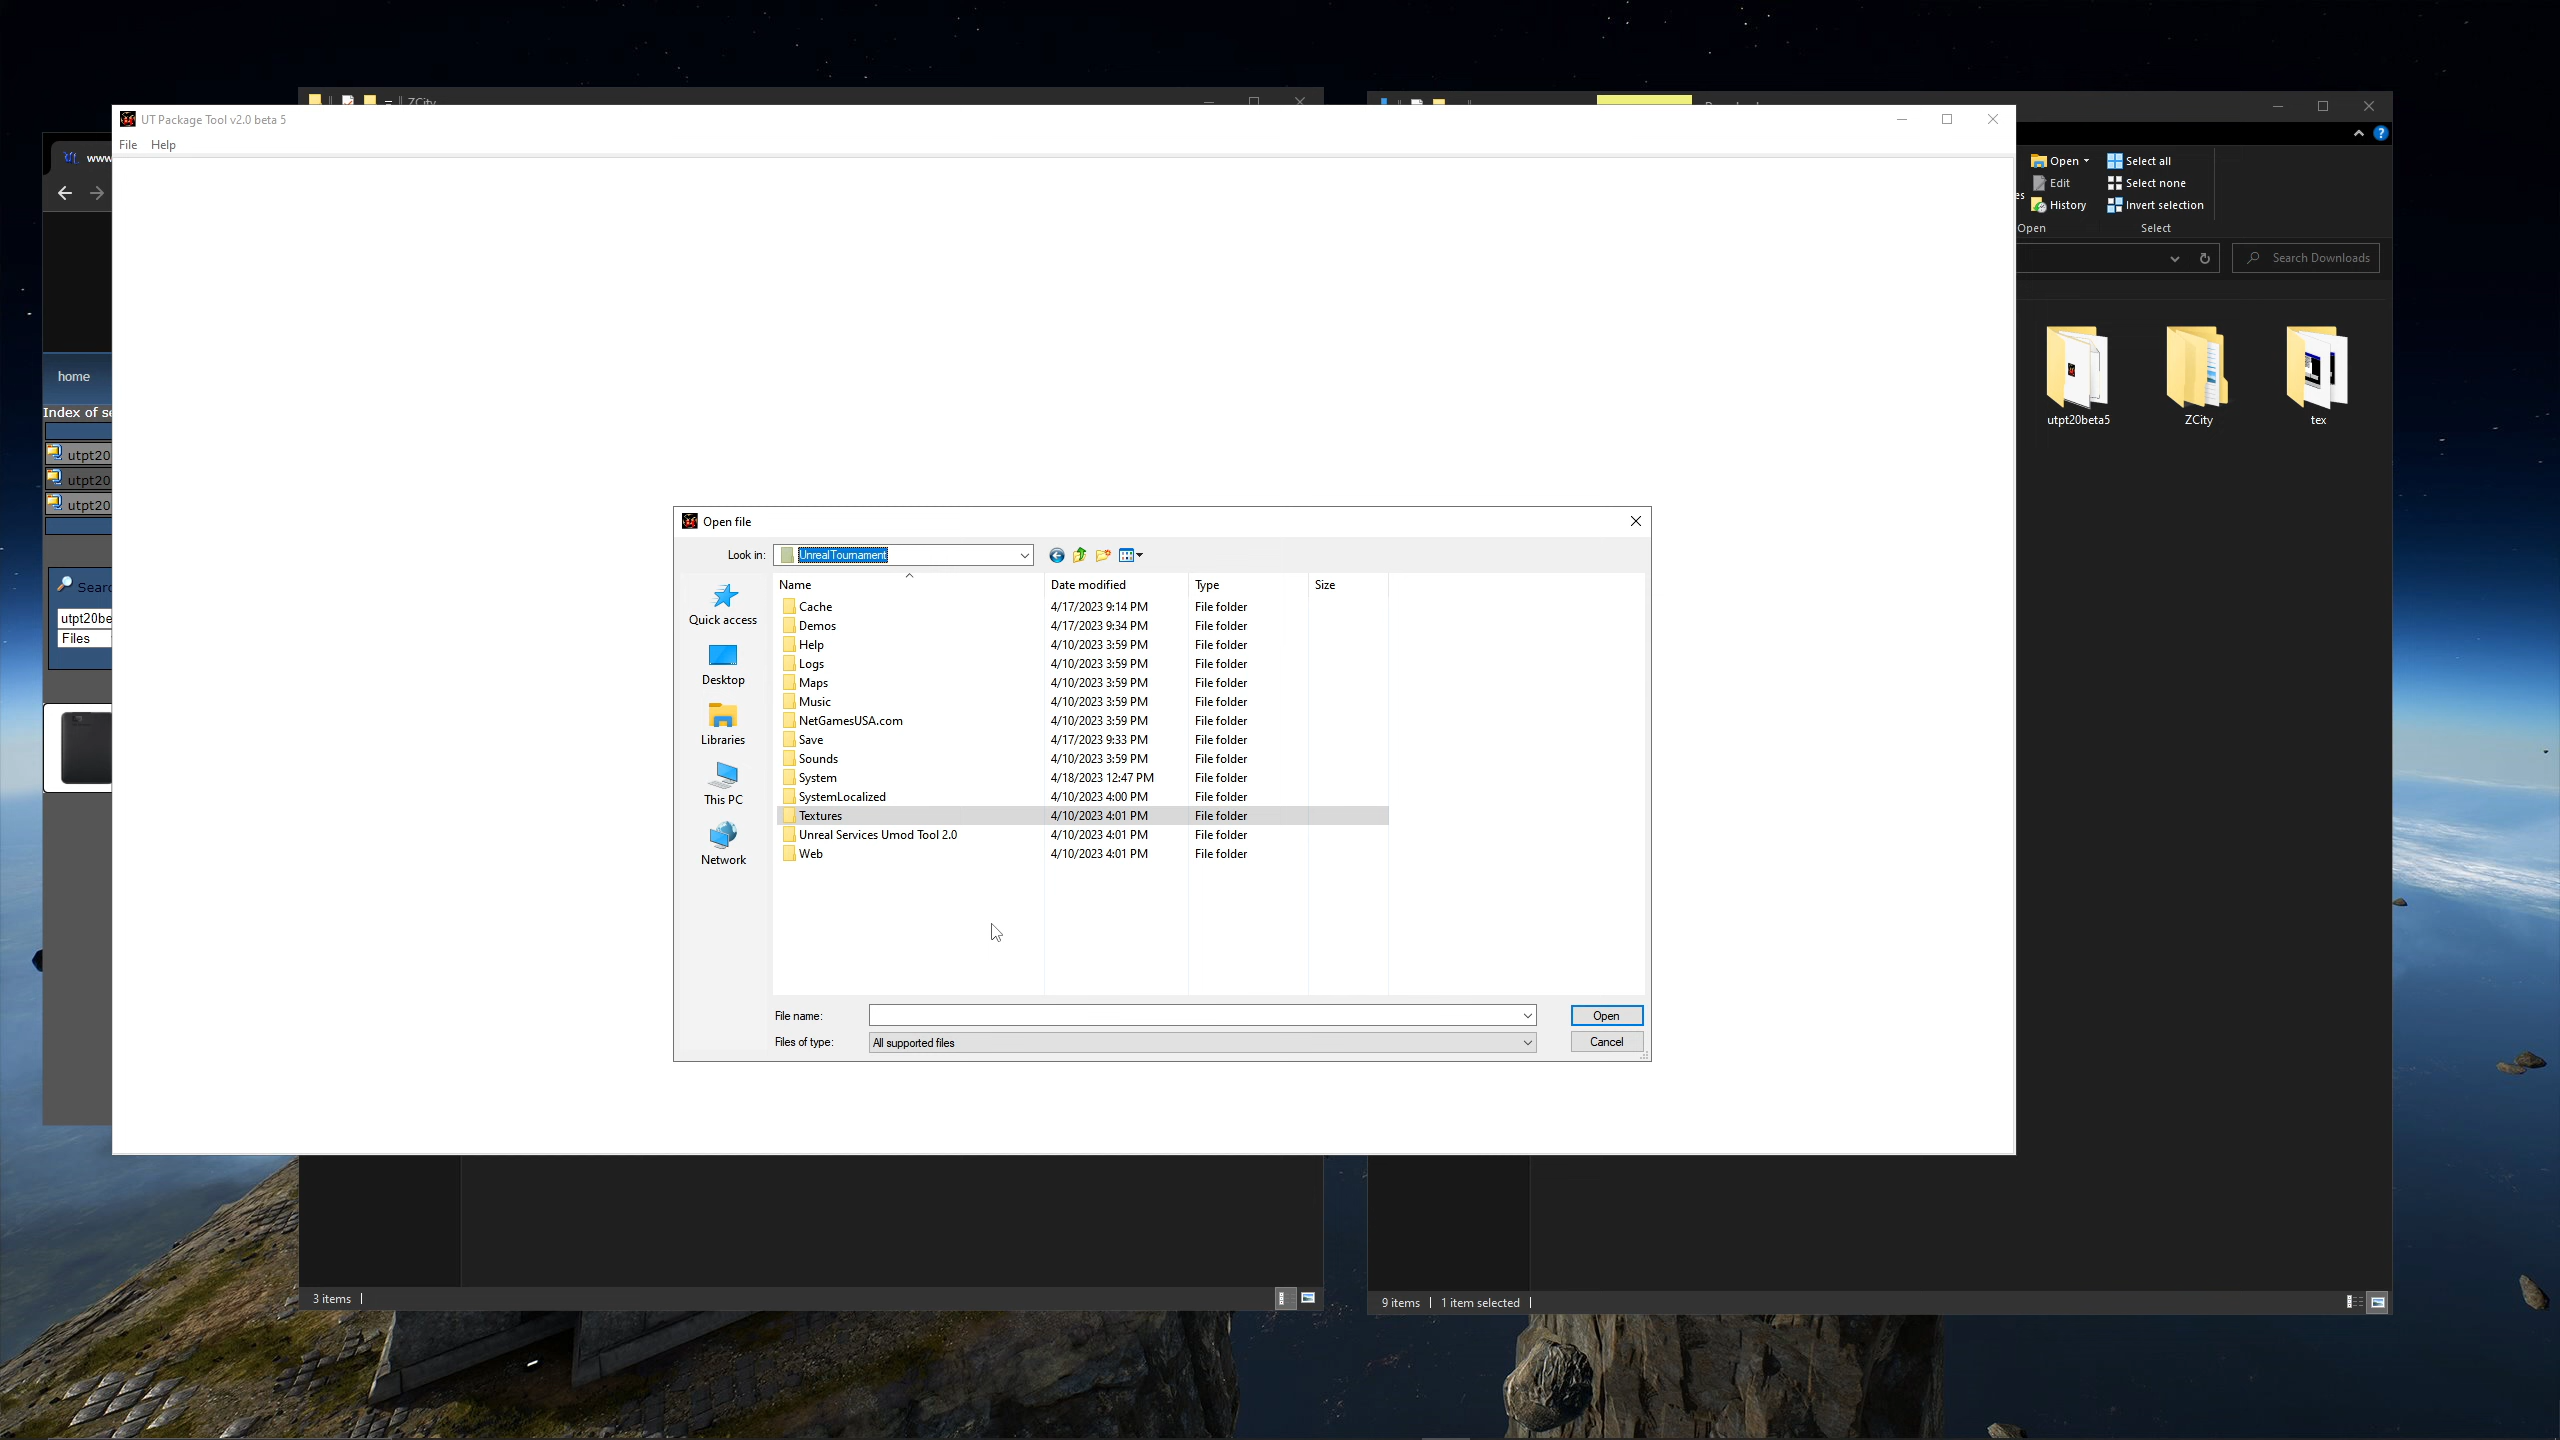 ZCity
UT Package Tool v2.0 beta 5
File Help
www
home
Index of se
utpt20
utpt20
utpt20
Searc
utpt20be
Files
Open
Edit
History
Open
Select all
Select none
Invert selection
Select
Search Downloads
utpt20beta5
ZCity
tex
Open file
Look in:
UnrealTournament
Quick access
Desktop
Libraries
This PC
Network
Name Date modified Type Size
Cache 4/17/2023 9:14 PM File folder
Demos 4/17/2023 9:34 PM File folder
Help 4/10/2023 3:59 PM File folder
Logs 4/10/2023 3:59 PM File folder
Maps 4/10/2023 3:59 PM File folder
Music 4/10/2023 3:59 PM File folder
NetGamesUSA.com 4/10/2023 3:59 PM File folder
Save 4/17/2023 9:33 PM File folder
Sounds 4/10/2023 3:59 PM File folder
System 4/18/2023 12:47 PM File folder
SystemLocalized 4/10/2023 4:00 PM File folder
Textures 4/10/2023 4:01 PM File folder
Unreal Services Umod Tool 2.0 4/10/2023 4:01 PM File folder
Web 4/10/2023 4:01 PM File folder
File name:
Open
Files of type: All supported files
Cancel
3 items
9 items 1 item selected